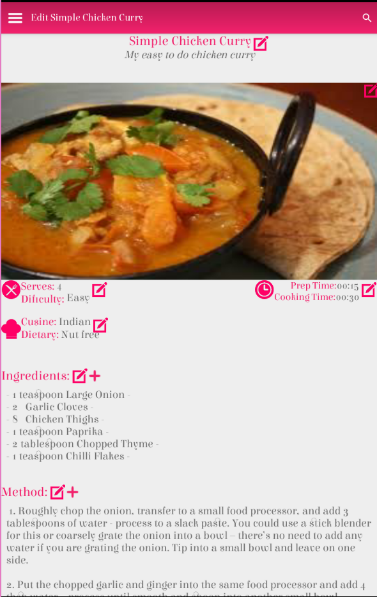 Edit Simple Chicken Curry
Simple Chicken Curry
My easy to do chicken curry
Serves: 4
Dificulty: Easy
Prep Time:00:15
Cooking Time:00:30
Cusine: Indian
Dietary: Nut free
Ingredients:
- 1 teaspoon Large Onion -
- 2 Garlic Cloves -
- 8 Chicken Thighs -
- 1 teaspoon Paprika -
- 2 tablespoon Chopped Thyme -
- 1 teaspoon Chilli Flakes -
Method:
1. Roughly chop the onion, transfer to a small food processor, and add 3
tablespoons of water - process to a slack paste. You could use a stick blender
for this or coarsely grate the onion into a bowl – there's no need to add any
water if you are grating the onion. Tip into a small bowl and leave on one
side.
2. Put the chopped garlic and ginger into the same food processor and add 4